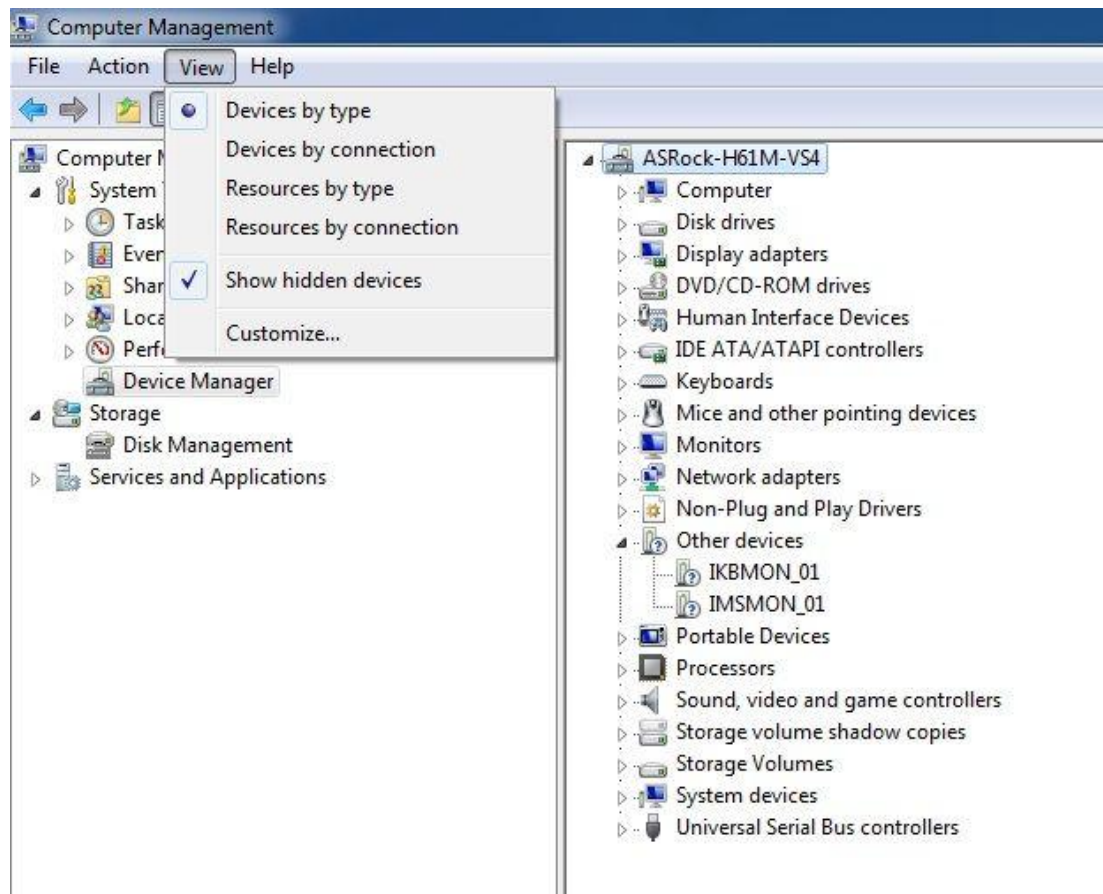 Computer Management
File Action View Help
Devices by type
Devices by connection
Resources by type
Resources by connection
Show hidden devices
Customize...
Computer M
System
Task
Even
Shar
Loca
Perf
Device Manager
Storage
Disk Management
Services and Applications
ASRock-H61M-VS4
Computer
Disk drives
Display adapters
DVD/CD-ROM drives
Human Interface Devices
IDE ATA/ATAPI controllers
Keyboards
Mice and other pointing devices
Monitors
Network adapters
Non-Plug and Play Drivers
Other devices
IKBMON_01
IMSMON_01
Portable Devices
Processors
Sound, video and game controllers
Storage volume shadow copies
Storage Volumes
System devices
Universal Serial Bus controllers